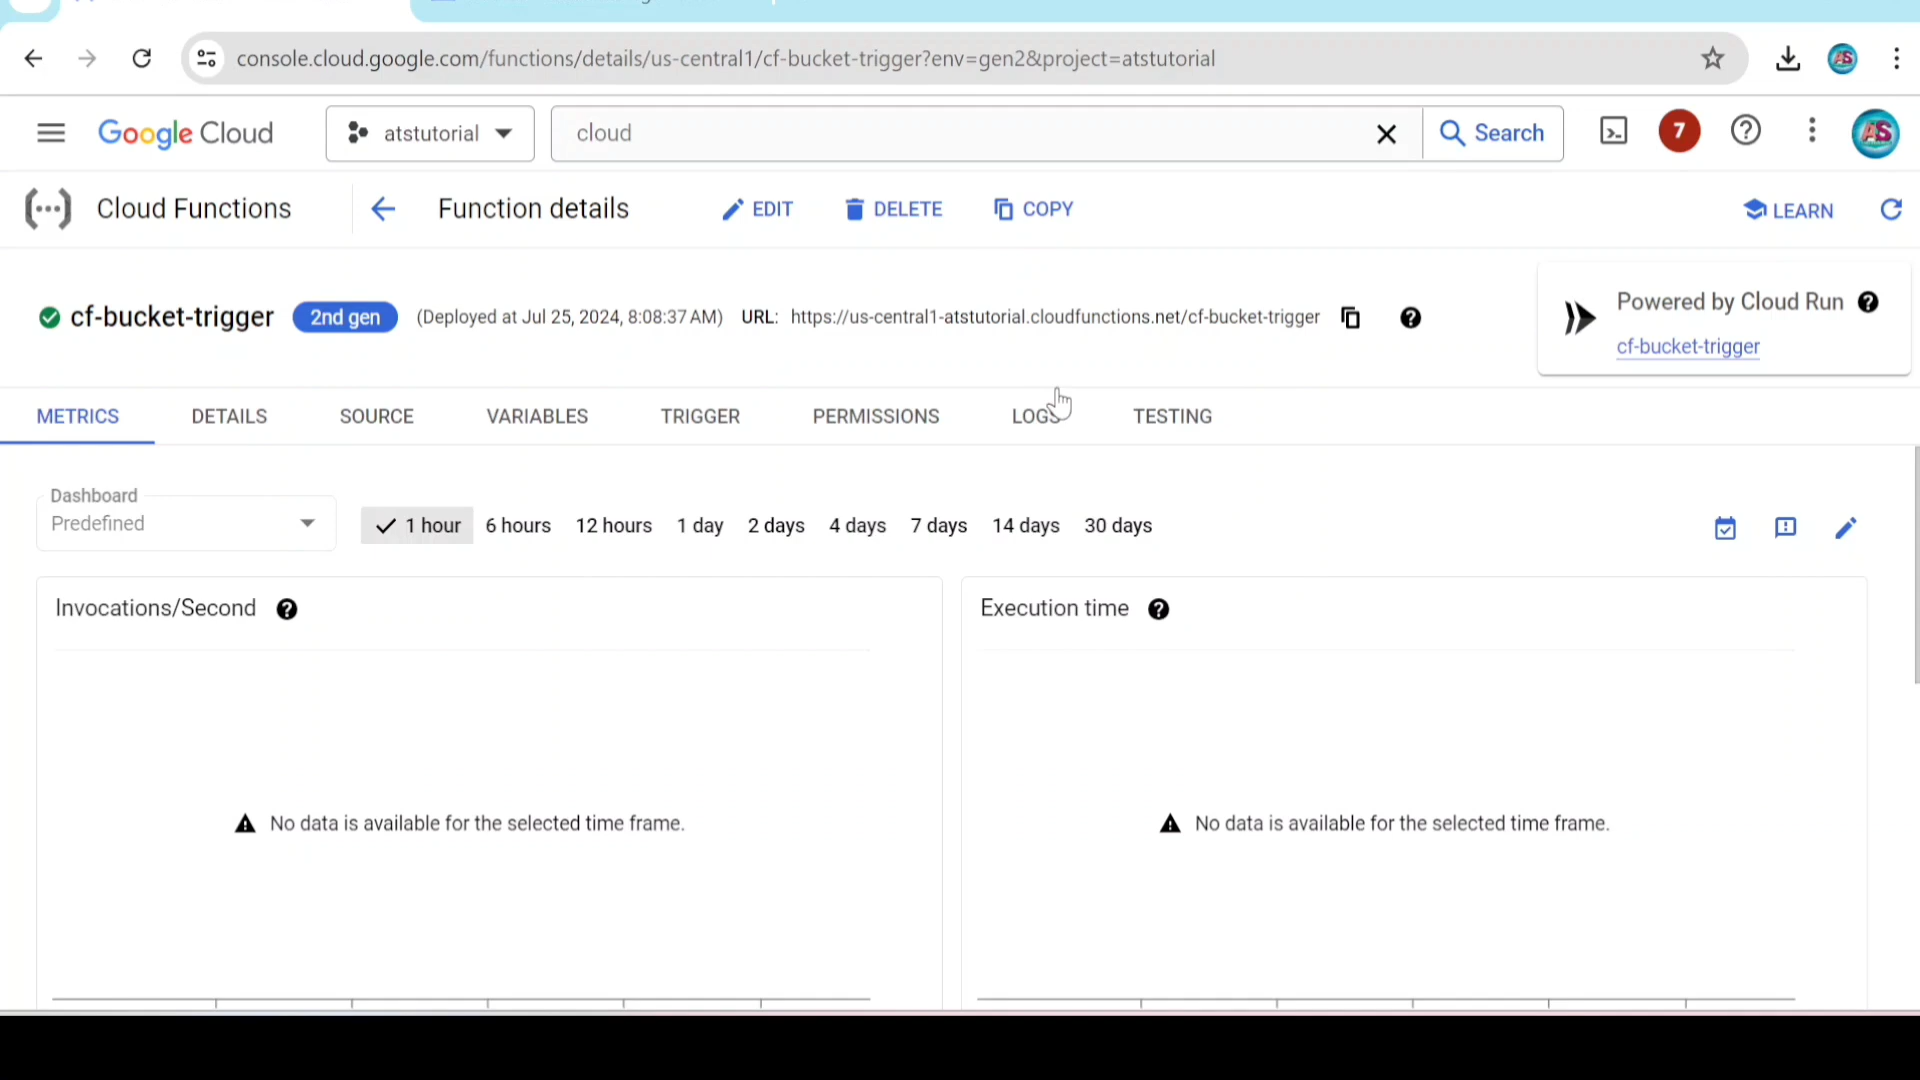 console.cloud.google.com/functions/details/us-central1/cf-bucket-trigger?env=gen2&project=atstutorial
Google Cloud
atstutorial
cloud
Search
7
AS
Cloud Functions
Function details
EDIT
DELETE
COPY
LEARN
cf-bucket-trigger
2nd gen
(Deployed at Jul 25, 2024, 8:08:37 AM)
URL: https://us-central1-atstutorial.cloudfunctions.net/cf-bucket-trigger
Powered by Cloud Run
cf-bucket-trigger
METRICS
DETAILS
SOURCE
VARIABLES
TRIGGER
PERMISSIONS
LOGS
TESTING
Dashboard
Predefined
1 hour
6 hours
12 hours
1 day
2 days
4 days
7 days
14 days
30 days
Invocations/Second
Execution time
No data is available for the selected time frame.
No data is available for the selected time frame.